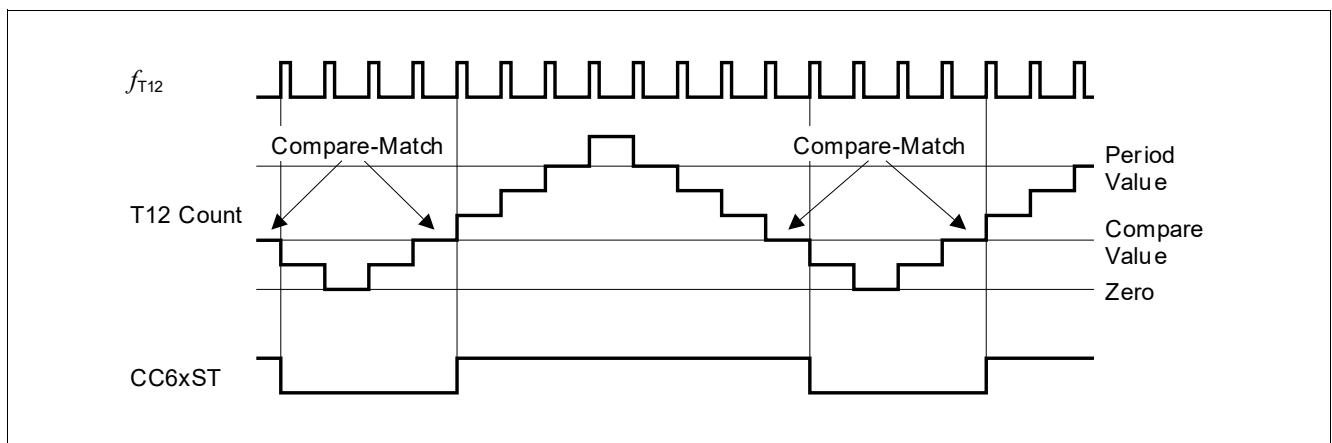 fT12
Compare-Match
Compare-Match
Period
Value
T12 Count
Compare
Value
Zero
CC6xST